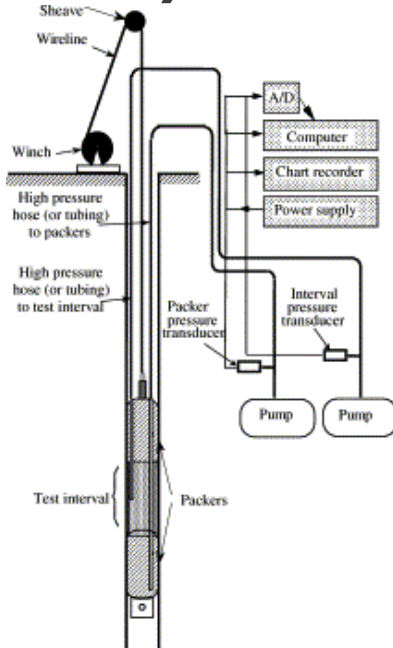 Sheave
Wireline
A/D
Computer
Winch
Chart recorder
High pressure
hose (or tubing)
to packers
Power supply
High pressure
hose (or tubing)
to test interval
Packer
pressure
transducer
Interval
pressure
transducer
Pump
Pump
Test interval
Packers